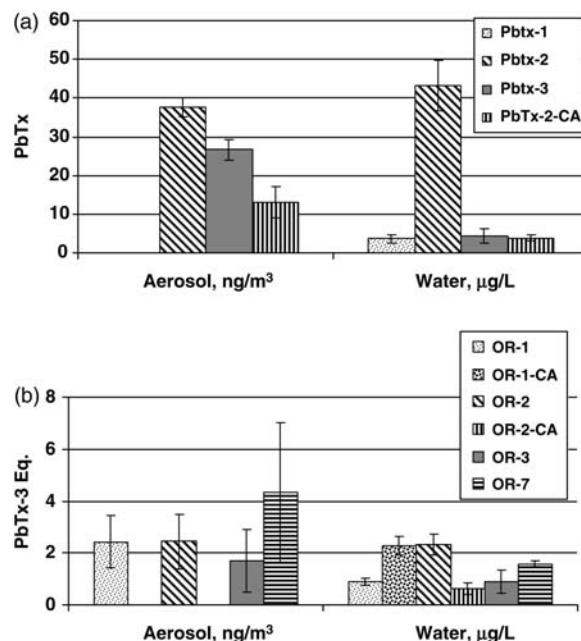 (a)
60
50
40
30
20
10
0
PbTx
Pbtx-1
Pbtx-2
Pbtx-3
PbTx-2-CA
Aerosol, ng/m³
Water, μg/L
(b)
8
6
4
2
0
PbTx-3 Eq.
OR-1
OR-1-CA
OR-2
OR-2-CA
OR-3
OR-7
Aerosol, ng/m³
Water, μg/L